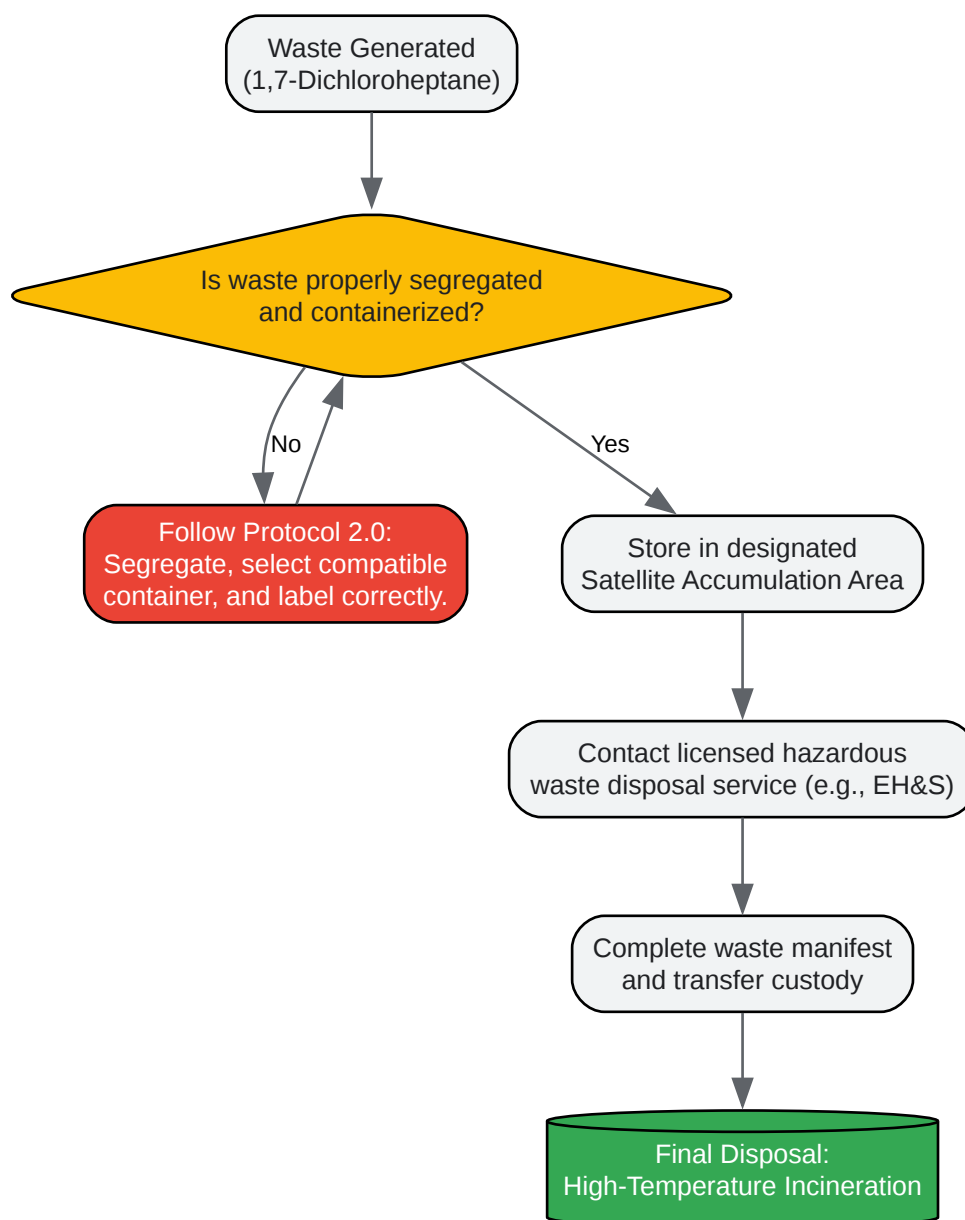 Waste Generated
(1,7-Dichloroheptane)
Is waste properly segregated
and containerized?
No
Yes
Follow Protocol 2.0:
Segregate, select compatible
container, and label correctly.
Store in designated
Satellite Accumulation Area
Contact licensed hazardous
waste disposal service (e.g., EH&S)
Complete waste manifest
and transfer custody
Final Disposal:
High-Temperature Incineration